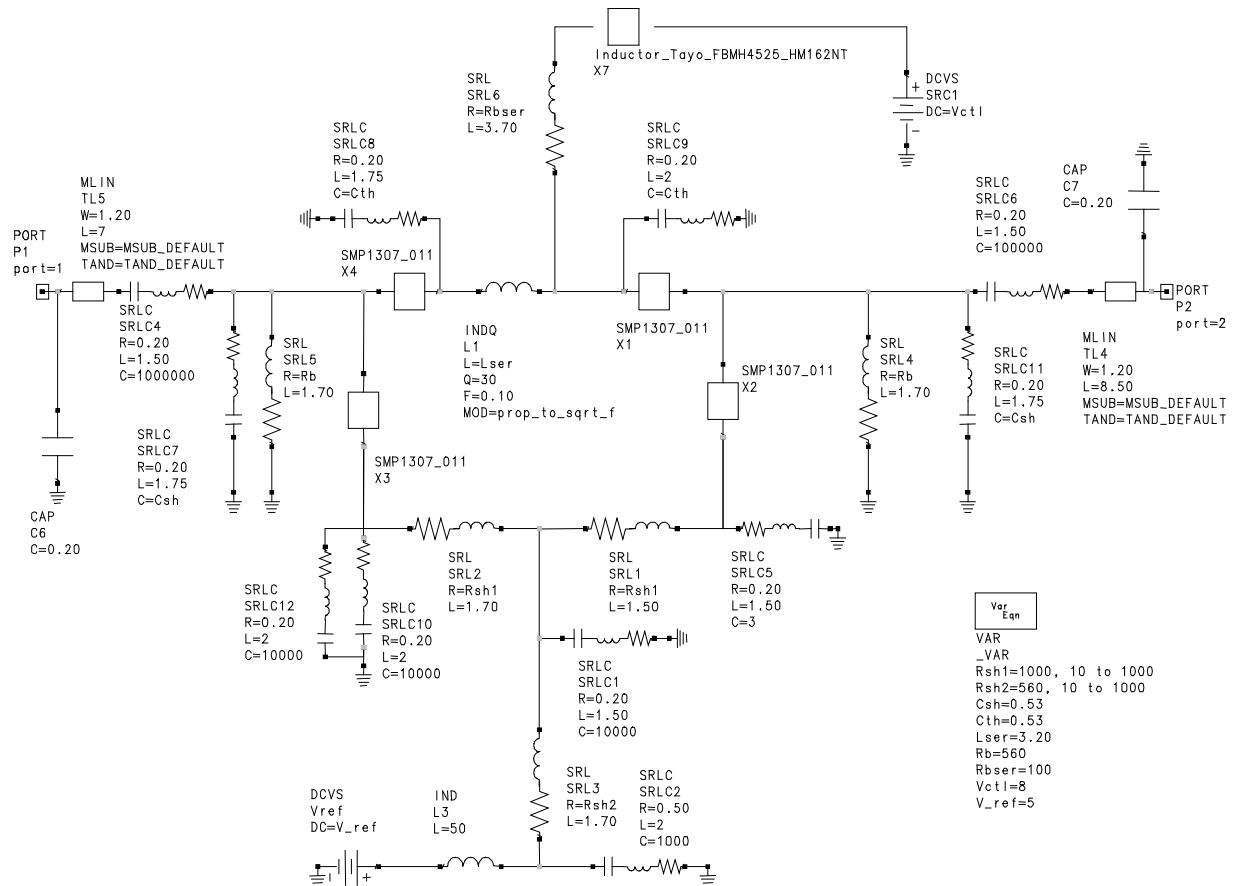 Inductor_Tayo_FBMH4525_HM162NT
X7
SRL
SRL6
R=Rbser
L=3.70
+
DCVS
SRC1
DC=Vctl
−
SRLC
SRLC8
R=0.20
L=1.75
C=Cth
SRLC
SRLC9
R=0.20
L=2
C=Cth
MLIN
TL5
W=1.20
L=7
MSUB=MSUB_DEFAULT
TAND=TAND_DEFAULT
SRLC
SRLC6
R=0.20
L=1.50
C=100000
CAP
C7
C=0.20
PORT
P1
port=1
SMP1307_011
X4
SRLC
SRLC4
R=0.20
L=1.50
C=1000000
SRL
SRL5
R=Rb
L=1.70
INDQ
L1
L=Lser
Q=30
F=0.10
MOD=prop_to_sqrt_f
SMP1307_011
X1
SMP1307_011
X2
SRL
SRL4
R=Rb
L=1.70
SRLC
SRLC11
R=0.20
L=1.75
C=Csh
MLIN
TL4
W=1.20
L=8.50
MSUB=MSUB_DEFAULT
TAND=TAND_DEFAULT
PORT
P2
port=2
SRLC
SRLC7
R=0.20
L=1.75
C=Csh
SMP1307_011
X3
CAP
C6
C=0.20
SRLC
SRLC12
R=0.20
L=2
C=10000
SRLC
SRLC10
R=0.20
L=2
C=10000
SRL
SRL2
R=Rsh1
L=1.70
SRL
SRL1
R=Rsh1
L=1.50
SRLC
SRLC5
R=0.20
L=1.50
C=3
SRLC
SRLC1
R=0.20
L=1.50
C=10000
Var
Eqn
VAR
_VAR
Rsh1=1000, 10 to 1000
Rsh2=560, 10 to 1000
Csh=0.53
Cth=0.53
Lser=3.20
Rb=560
Rbser=100
Vctl=8
V_ref=5
DCVS
Vref
DC=V_ref
− +
IND
L3
L=50
SRL
SRL3
R=Rsh2
L=1.70
SRLC
SRLC2
R=0.50
L=2
C=1000